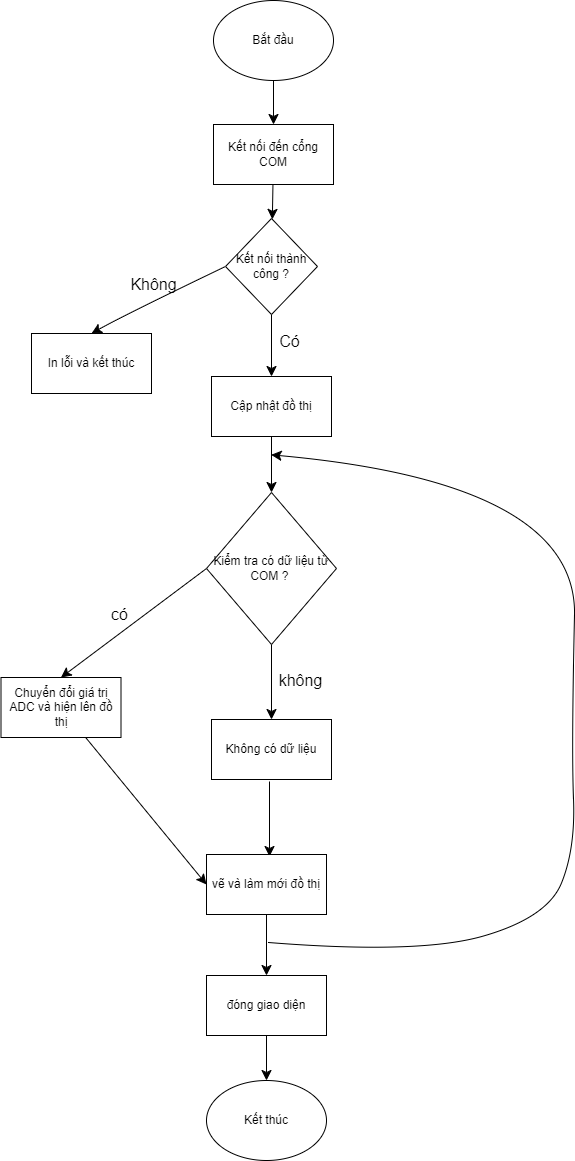 Bắt đầu
Kết nối đến cổng
COM
Kết nối thành
công ?
Không
In lỗi và kết thúc
Có
Cập nhật đồ thị
Kiểm tra có dữ liệu từ
COM ?
có
Chuyển đổi giá trị
ADC và hiện lên đồ
thị
không
Không có dữ liệu
vẽ và làm mới đồ thị
đóng giao diện
Kết thúc